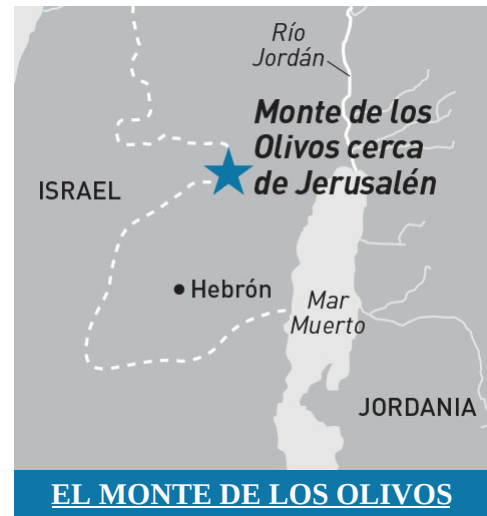 Río
Jordán
Monte de los
Olivos cerca
de Jerusalén
ISRAEL
Hebrón
Mar
Muerto
JORDANIA
EL MONTE DE LOS OLIVOS